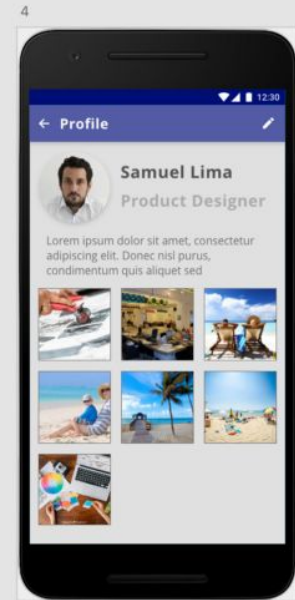 4
12:30
Profile
Samuel Lima
Product Designer
Lorem ipsum dolor sit amet, consectetur
adipiscing elit. Donec nisl purus,
condimentum quis aliquet sed